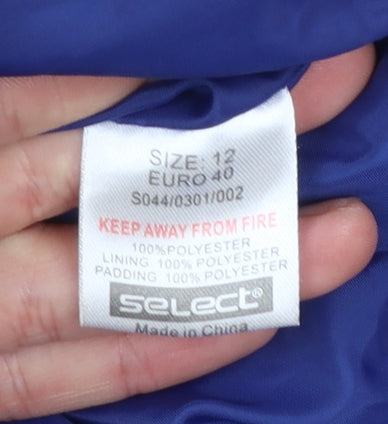 SIZE: 12
EURO 40
S044/0301/002
KEEP AWAY FROM FIRE
100% POLYESTER
LINING 100% POLYESTER
PADDING 100% POLYESTER
select®
Made in China